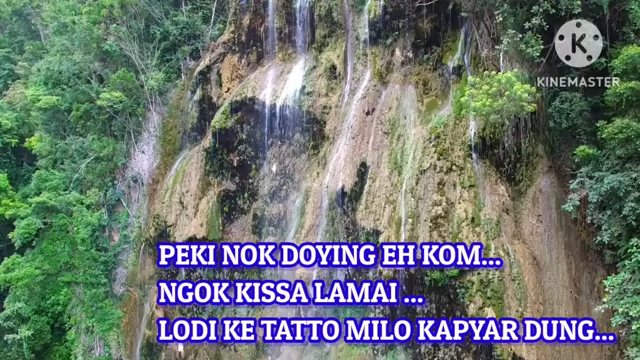 KINEMASTER
PEKI NOK DOYING EH KOM...
NGOK KISSA LAMAI ...
LODI KE TATTO MILO KAPYAR DUNG...